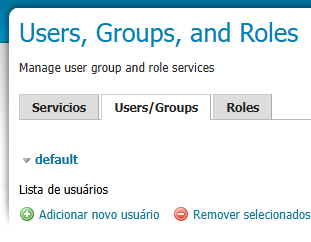 Users, Groups, and Roles
Manage user group and role services
Servicios Users/Groups Roles
default
Lista de usuários
Adicionar novo usuário Remover selecionados